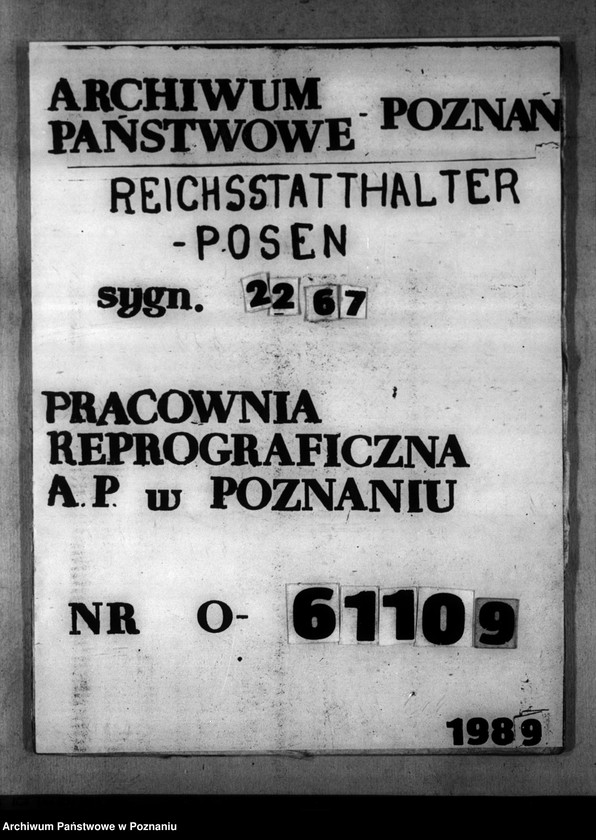 ARCHIWUM
PAŃSTWOWE - POZNAŃ
REICHSSTATTHALTER
-POSEN
sygn. 2267
PRACOWNIA
REPROGRAFICZNA
A.P. w POZNANIU
NR O- 61109
1989
Archiwum Państwowe w Poznaniu